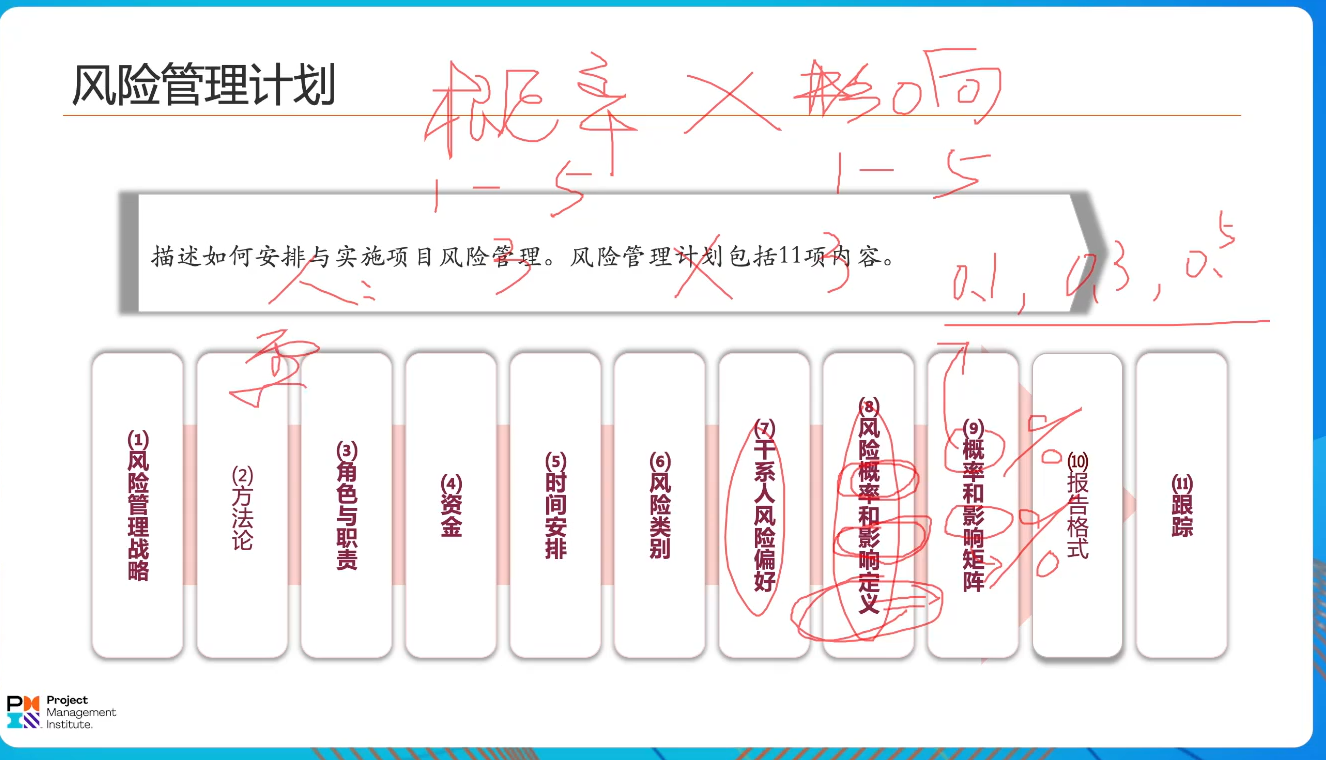 风险管理计划
概率 × 影响
1 - 5
1 - 5
描述如何安排与实施项目风险管理。风险管理计划包括11项内容。
人:
3 × 3
0.1, 0.3, 0.5
(1)风险管理战略
(2)方法论
(3)角色与职责
(4)资金
(5)时间安排
(6)风险类别
(7)干系人风险偏好
(8)风险概率和影响定义
(9)概率和影响矩阵
(10)报告格式
(11)跟踪
%
%
Project
Management
Institute.